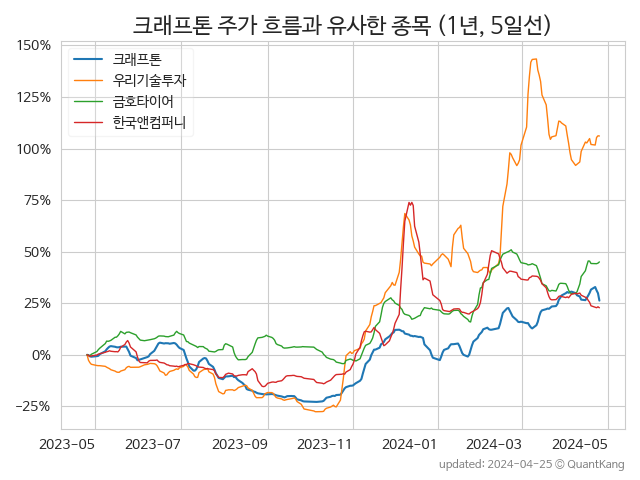 크래프톤 주가 흐름과 유사한 종목 (1년, 5일선)
150%
125%
100%
75%
50%
25%
0%
−25%
크래프톤
우리기술투자
금호타이어
한국앤컴퍼니
2023-05 2023-07 2023-09 2023-11 2024-01 2024-03 2024-05
updated: 2024-04-25 ⓒ QuantKang